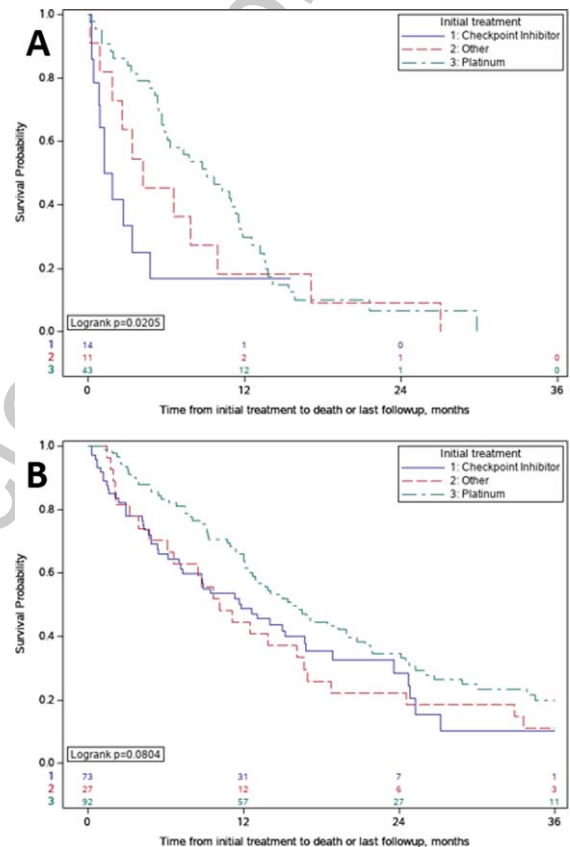 A
Initial treatment
1: Checkpoint Inhibitor
2: Other
3: Platinum
Survival Probability
1.0
0.8
0.6
0.4
0.2
0.0
Logrank p=0.0205
1 14 1 0
2 11 2 1 0
3 43 12 1 0
0 12 24 36
Time from initial treatment to death or last followup, months
B
Initial treatment
1: Checkpoint Inhibitor
2: Other
3: Platinum
Survival Probability
1.0
0.8
0.6
0.4
0.2
0.0
Logrank p=0.0804
1 73 31 7 1
2 27 12 6 3
3 92 57 27 11
0 12 24 36
Time from initial treatment to death or last followup, months